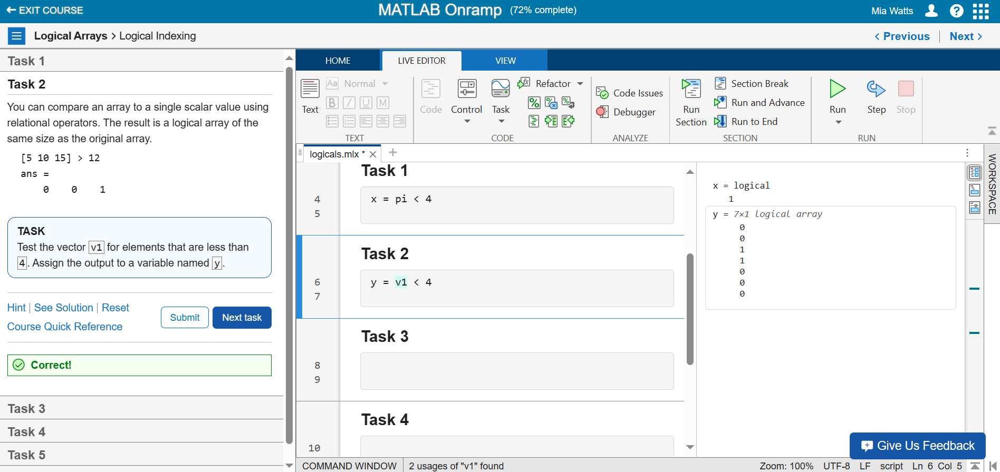 EXIT COURSE
MATLAB Onramp (72% complete)
Mia Watts
Logical Arrays > Logical Indexing
< Previous
Next >
Task 1
Task 2
You can compare an array to a single scalar value using
relational operators. The result is a logical array of the
same size as the original array.
[5 10 15] > 12
ans =
0 0 1
TASK
Test the vector v1 for elements that are less than
4. Assign the output to a variable named y.
Hint | See Solution | Reset
Course Quick Reference
Submit
Next task
Correct!
Task 3
Task 4
Task 5
HOME
LIVE EDITOR
VIEW
Text
Aa Normal
B I U M
TEXT
Code
Control
Task
Refactor
CODE
Code Issues
Debugger
ANALYZE
Run
Section
Section Break
Run and Advance
Run to End
SECTION
Run
Step
Stop
RUN
logicals.mlx *
Task 1
4 x = pi < 4
5
Task 2
6 y = v1 < 4
7
Task 3
8
9
Task 4
10
x = logical
1
y = 7×1 logical array
0
0
1
1
0
0
0
WORKSPACE
Give Us Feedback
COMMAND WINDOW
2 usages of "v1" found
Zoom: 100% UTF-8 LF script Ln 6 Col 5